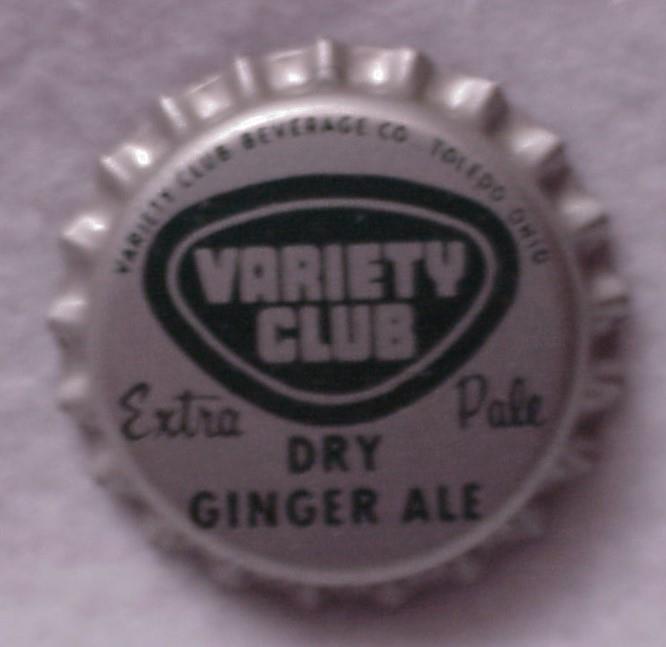 VARIETY CLUB BEVERAGE CO. TOLEDO OHIO
VARIETY
CLUB
Extra Pale
DRY
GINGER ALE